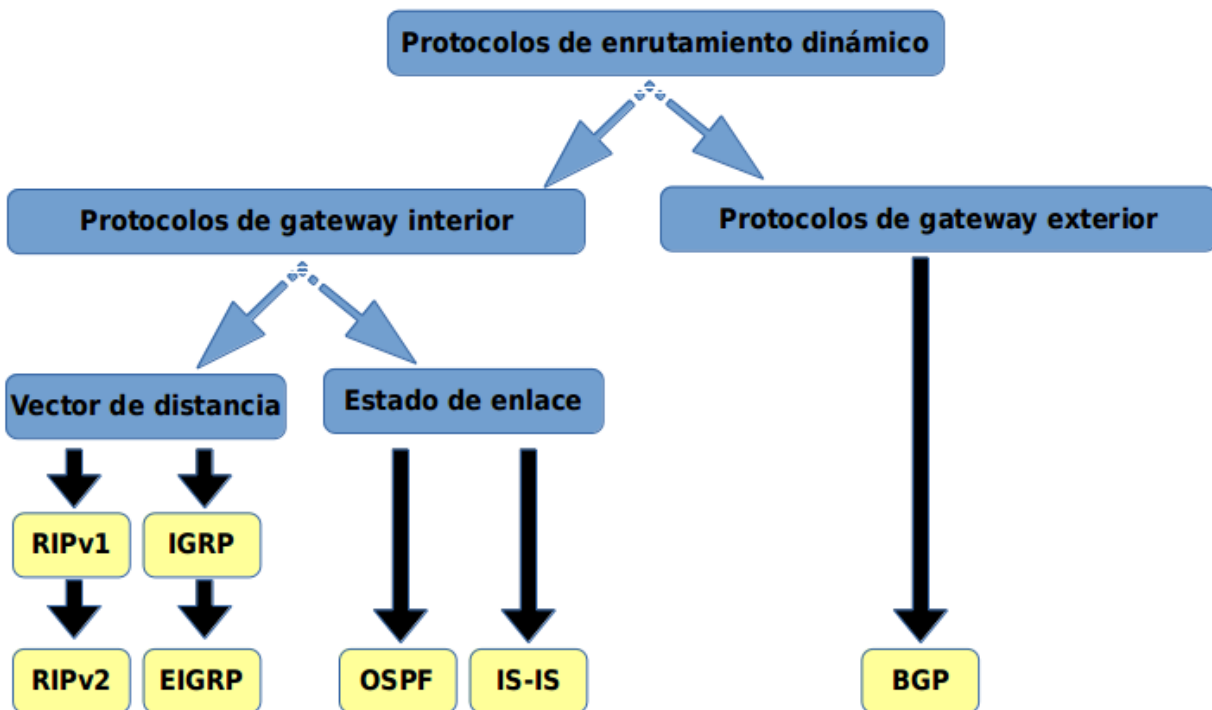 Protocolos de enrutamiento dinámico
Protocolos de gateway interior
Protocolos de gateway exterior
Vector de distancia
Estado de enlace
RIPv1
IGRP
RIPv2
EIGRP
OSPF
IS-IS
BGP